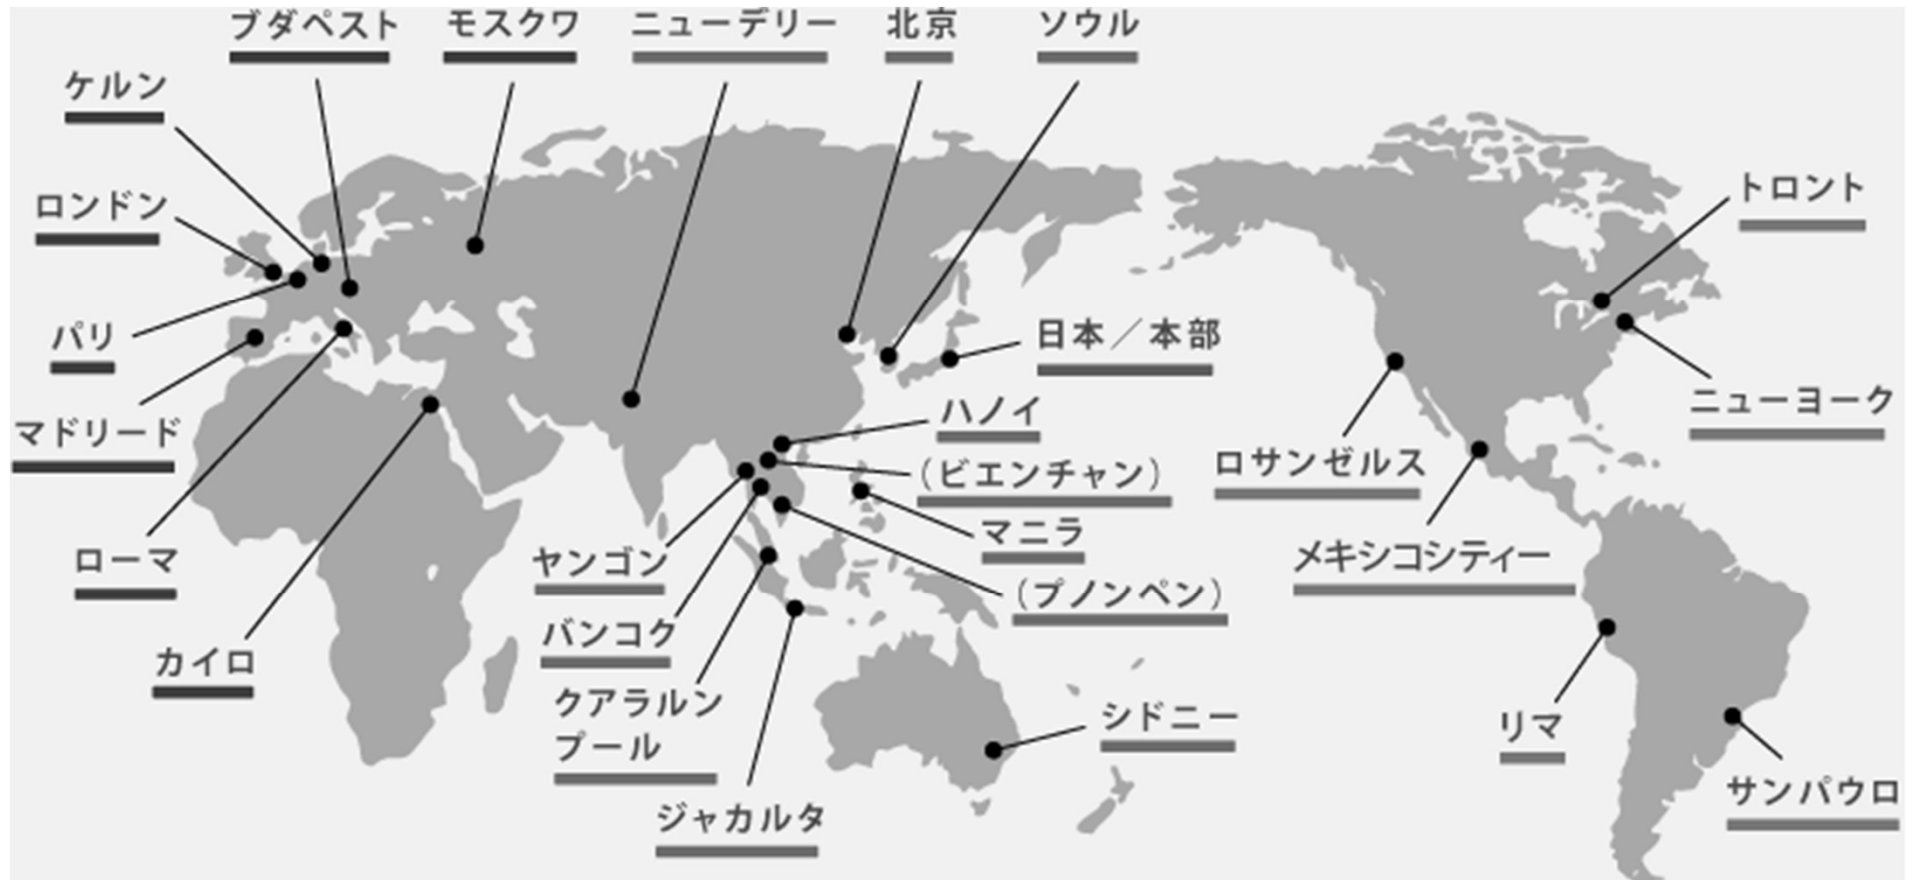 ブダペスト
モスクワ
ニューデリー
北京
ソウル
ケルン
トロント
ロンドン
パリ
日本／本部
ニューヨーク
マドリード
ハノイ
ロサンゼルス
（ビエンチャン）
マニラ
ローマ
ヤンゴン
メキシコシティー
（プノンペン）
バンコク
カイロ
クアラルン
プール
シドニー
リマ
サンパウロ
ジャカルタ